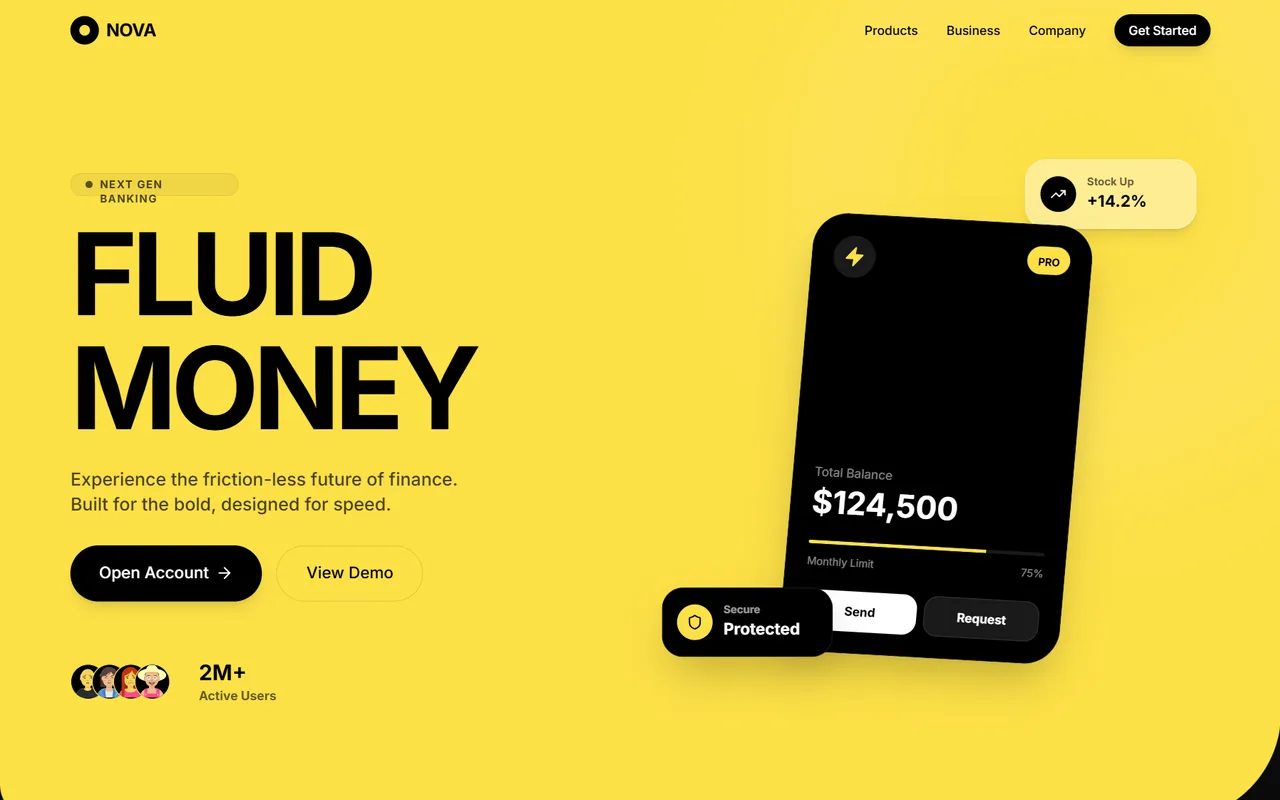 NOVA
Products
Business
Company
Get Started
NEXT GEN
BANKING
FLUID
MONEY
Experience the friction-less future of finance.
Built for the bold, designed for speed.
Open Account →
View Demo
2M+
Active Users
Stock Up
+14.2%
PRO
Total Balance
$124,500
Monthly Limit
75%
Send
Request
Secure
Protected